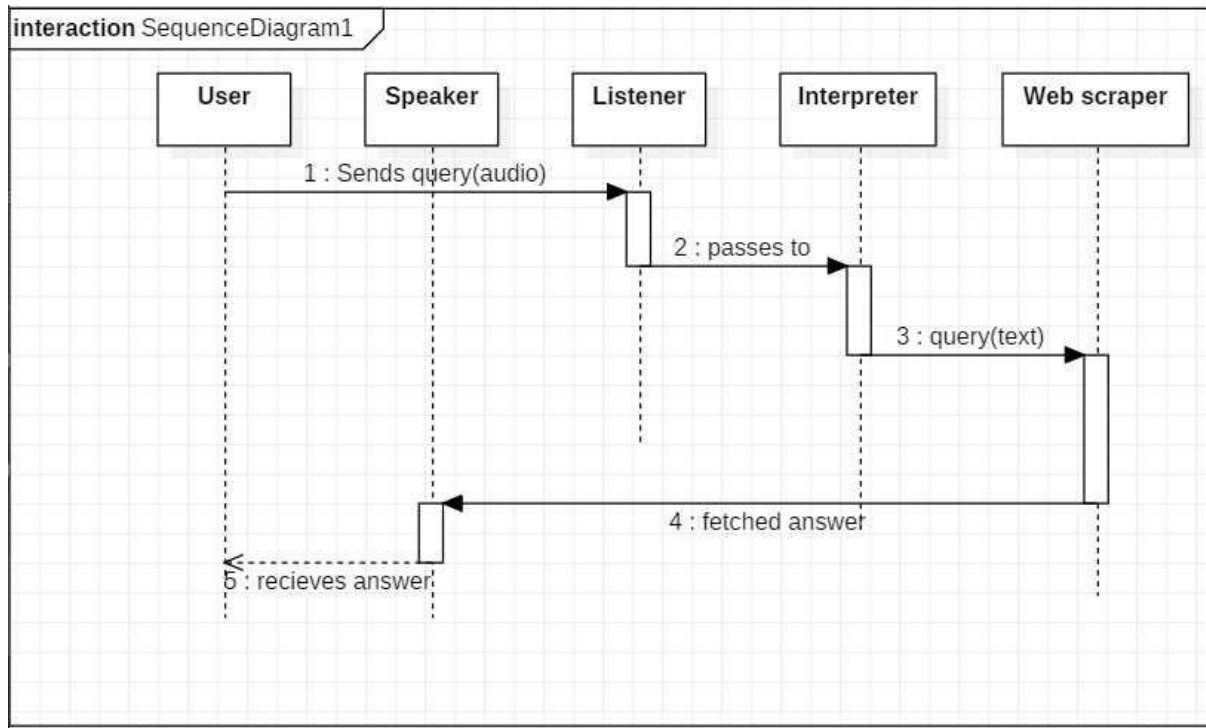 interaction SequenceDiagram1
User Speaker Listener Interpreter Web scraper
1 : Sends query(audio)
2 : passes to
3 : query(text)
4 : fetched answer
5 : recieves answer